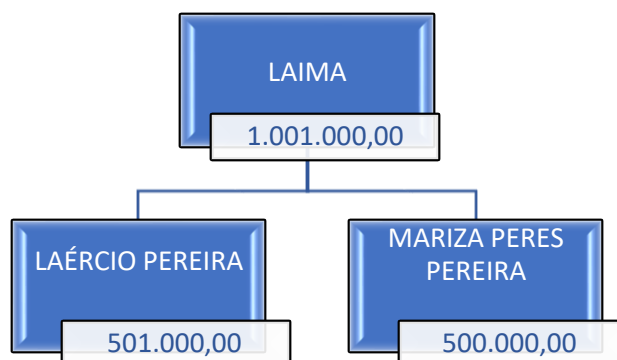 LAIMA
1.001.000,00
LAÉRCIO PEREIRA
501.000,00
MARIZA PERES
PEREIRA
500.000,00